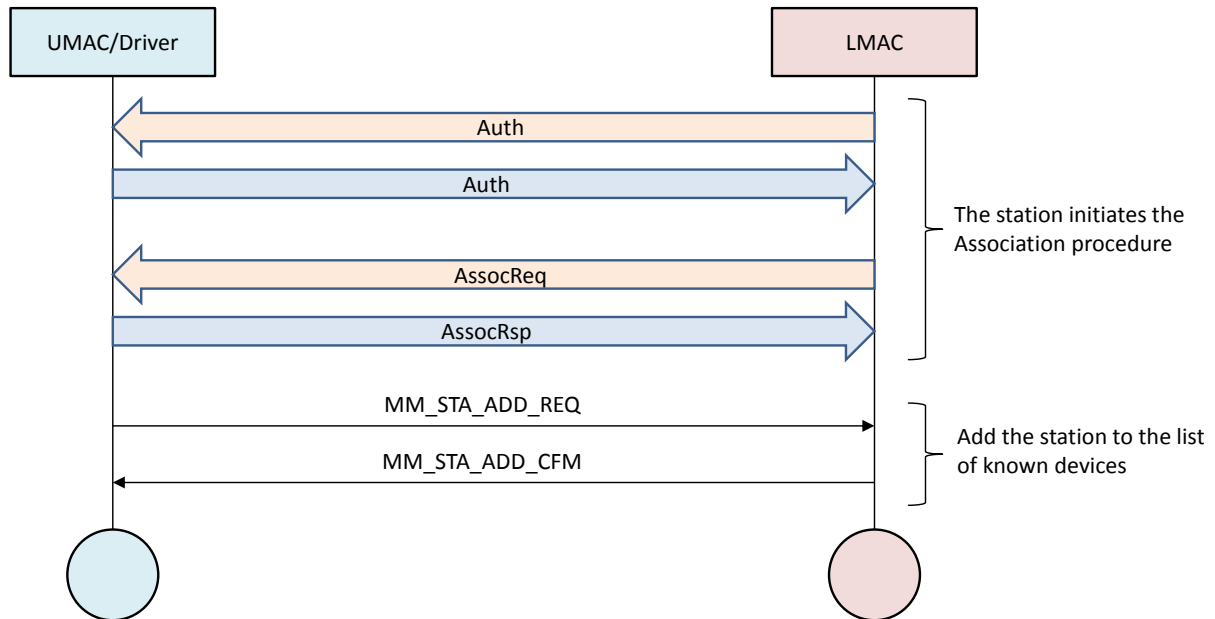 UMAC/Driver
LMAC
Auth
Auth
The station initiates the
Association procedure
AssocReq
AssocRsp
MM_STA_ADD_REQ
Add the station to the list
of known devices
MM_STA_ADD_CFM